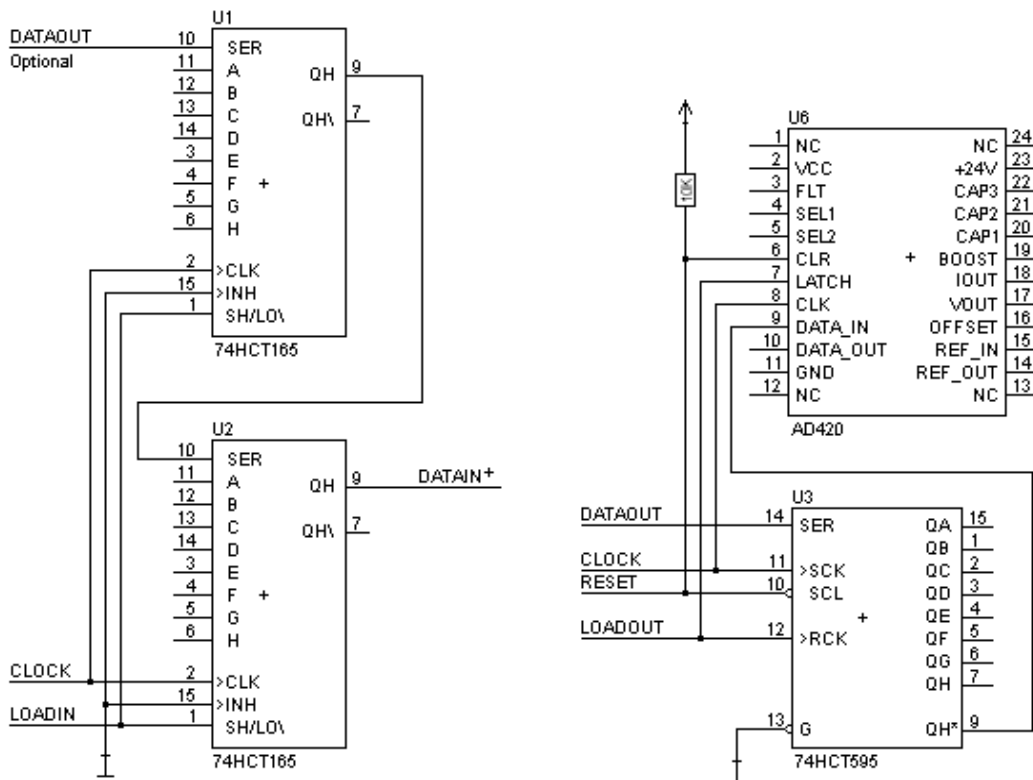 U1
DATAOUT
Optional
10 SER
11 A
12 B
13 C
14 D
3 E
4 F +
5 G
6 H
QH 9
QH\ 7
2 >CLK
15 >INH
1 SH/LO\
74HCT165
U2
10 SER
11 A
12 B
13 C
14 D
3 E
4 F +
5 G
6 H
QH 9 DATAIN+
QH\ 7
CLOCK 2 >CLK
15 >INH
LOADIN 1 SH/LO\
74HCT165
10K
U6
1 NC NC 24
2 VCC +24V 23
3 FLT CAP3 22
4 SEL1 CAP2 21
5 SEL2 CAP1 20
6 CLR + BOOST 19
7 LATCH IOUT 18
8 CLK VOUT 17
9 DATA_IN OFFSET 16
10 DATA_OUT REF_IN 15
11 GND REF_OUT 14
12 NC NC 13
AD420
U3
DATAOUT 14 SER
CLOCK 11 >SCK
RESET 10 SCL
LOADOUT 12 >RCK
+
13 G
QA 15
QB 1
QC 2
QD 3
QE 4
QF 5
QG 6
QH 7
QH* 9
74HCT595